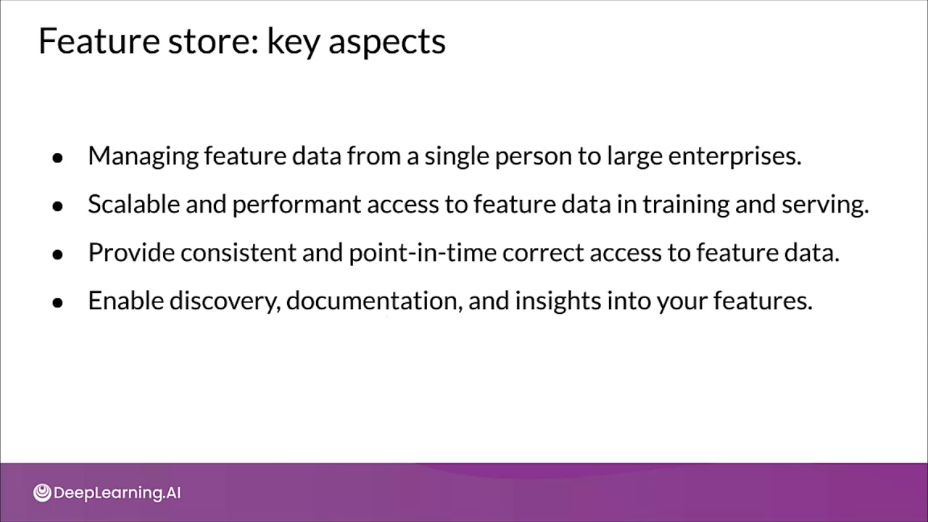 Feature store: key aspects
● Managing feature data from a single person to large enterprises.
● Scalable and performant access to feature data in training and serving.
● Provide consistent and point-in-time correct access to feature data.
● Enable discovery, documentation, and insights into your features.
DeepLearning.AI